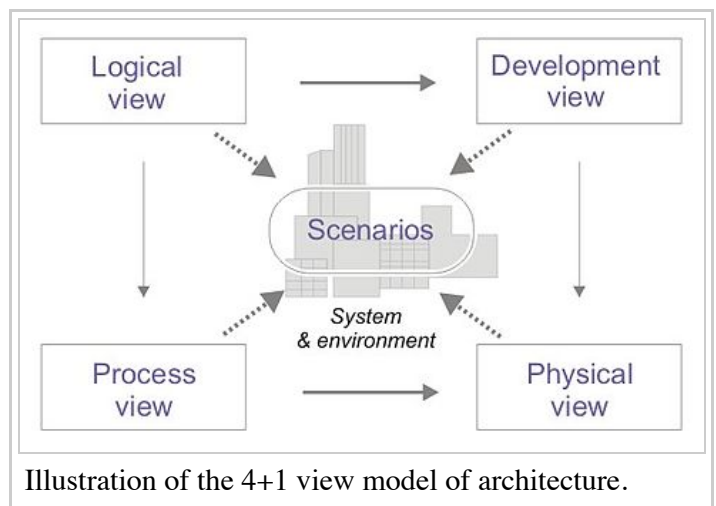 Logical
view
Development
view
Scenarios
System
& environment
Process
view
Physical
view
Illustration of the 4+1 view model of architecture.